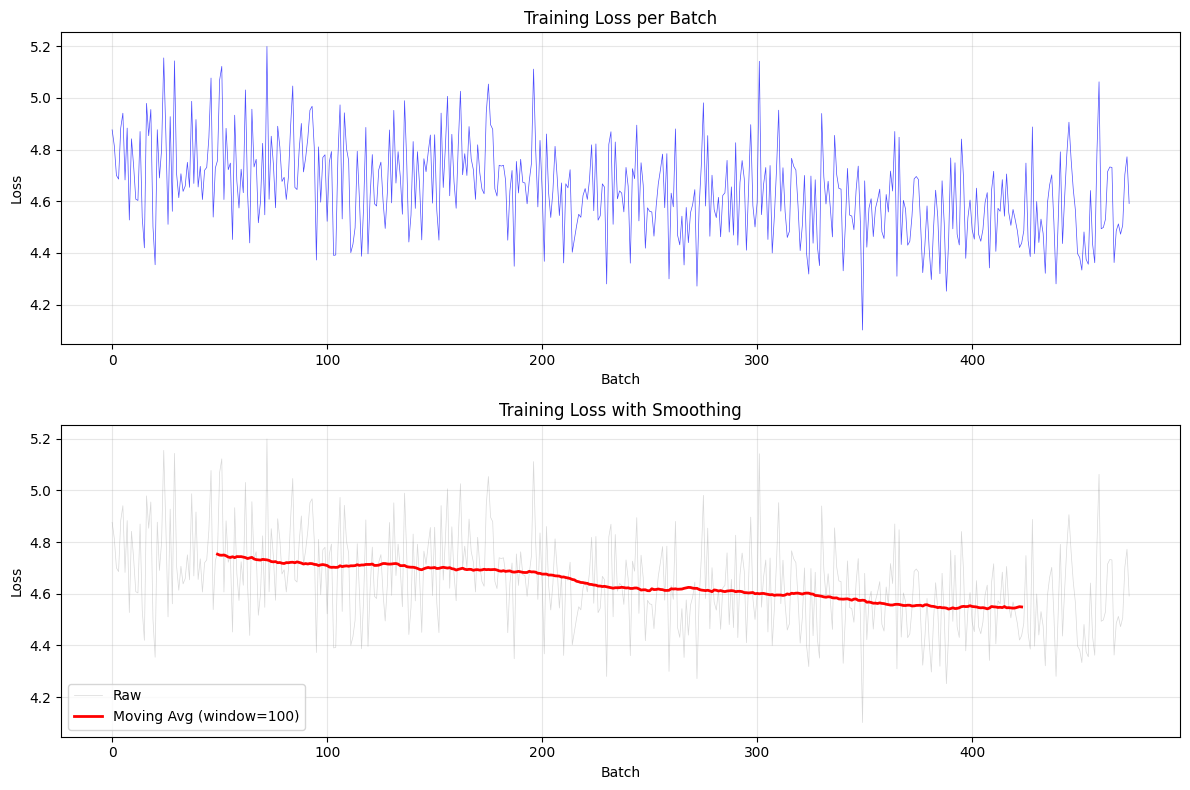 Training Loss per Batch
5.2
5.0
4.8
4.6
4.4
4.2
Loss
0 100 200 300 400
Batch
Training Loss with Smoothing
5.2
5.0
4.8
4.6
4.4
4.2
Loss
Raw
Moving Avg (window=100)
0 100 200 300 400
Batch